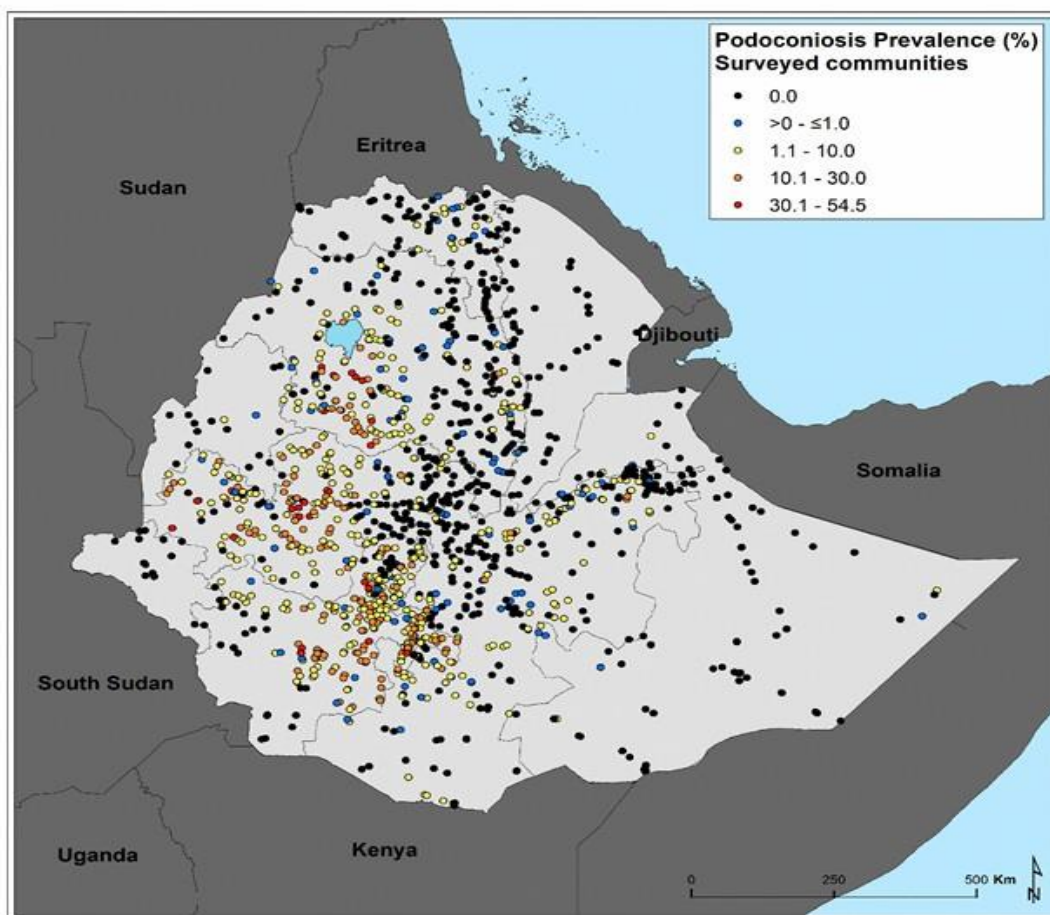 Podoconiosis Prevalence (%)
Surveyed communities
0.0
>0 - ≤1.0
1.1 - 10.0
10.1 - 30.0
30.1 - 54.5
Eritrea
Sudan
Djibouti
Somalia
South Sudan
Uganda
Kenya
0 250 500 Km
N